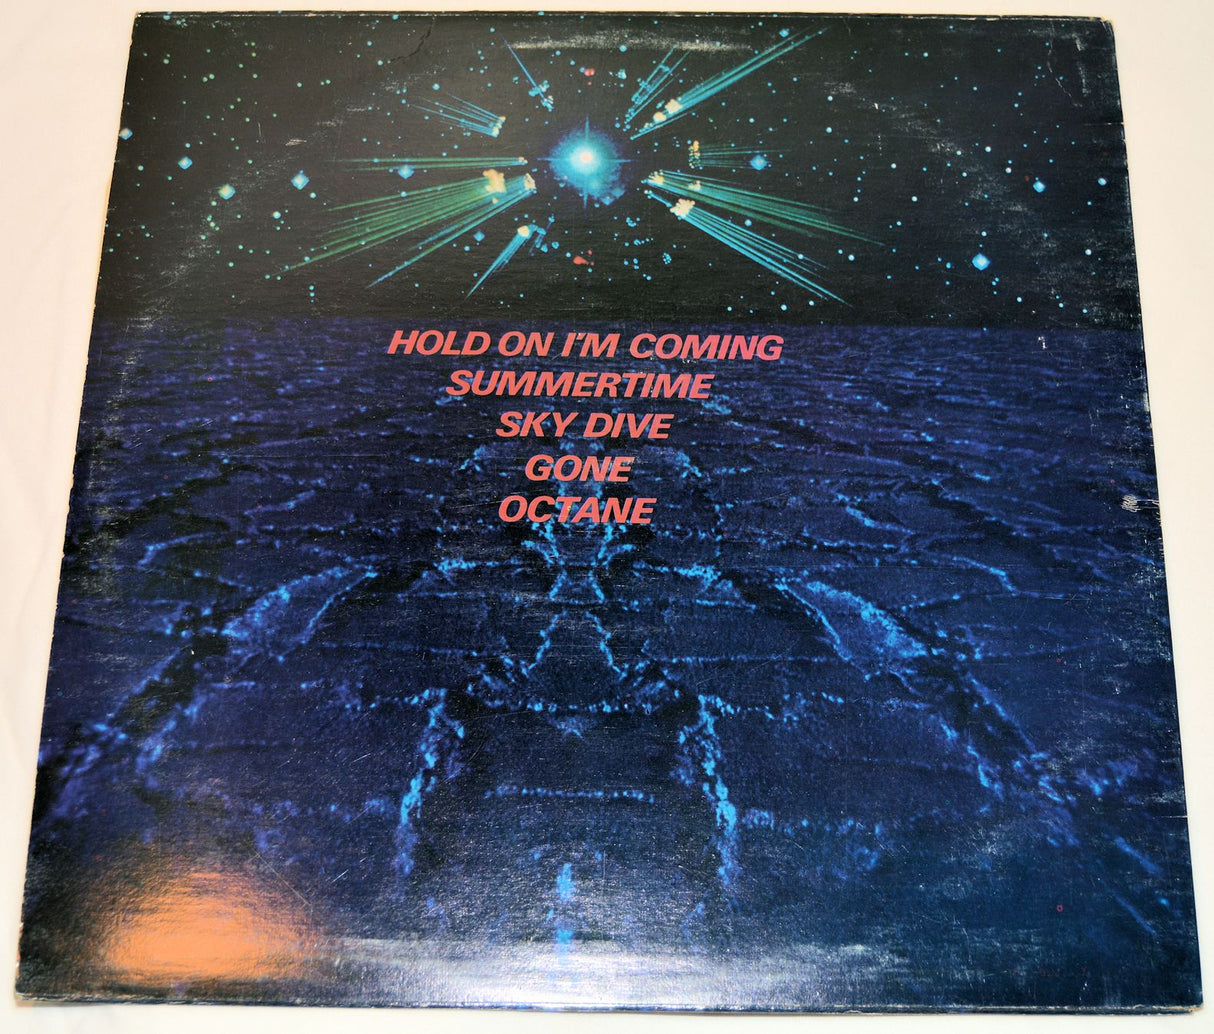 HOLD ON I'M COMING
SUMMERTIME
SKY DIVE
GONE
OCTANE